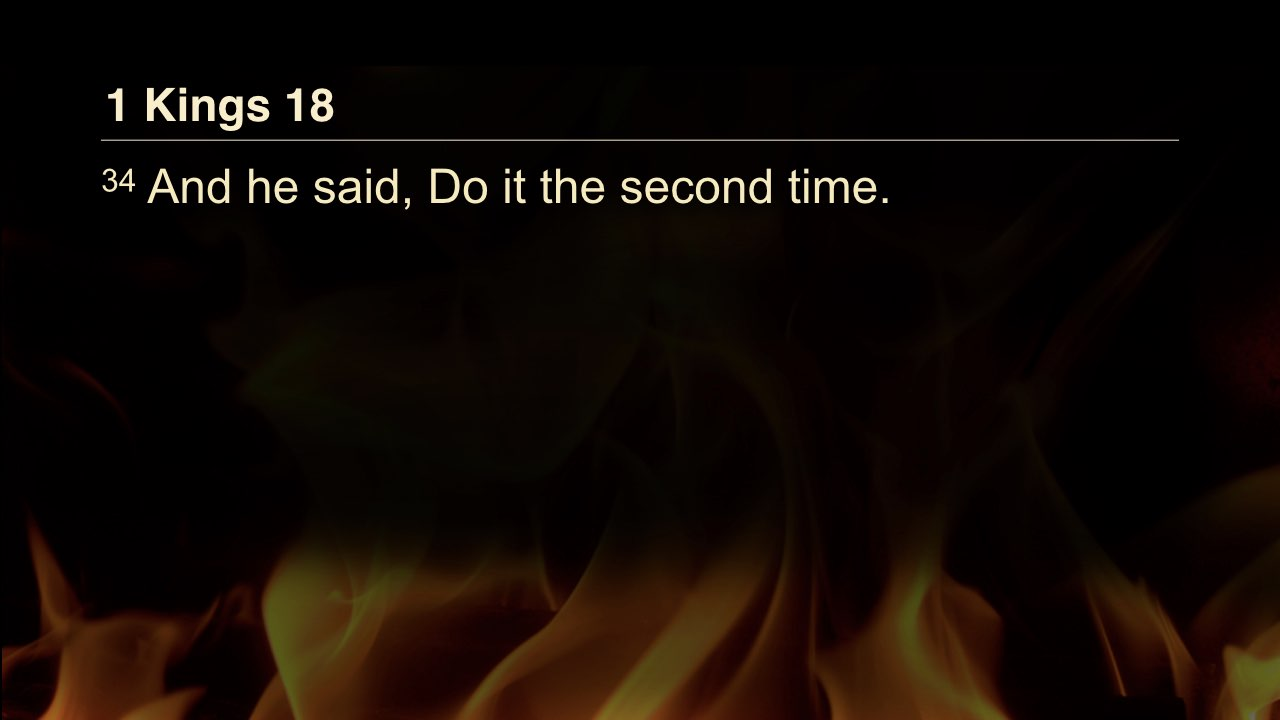 1 Kings 18
34 And he said, Do it the second time.